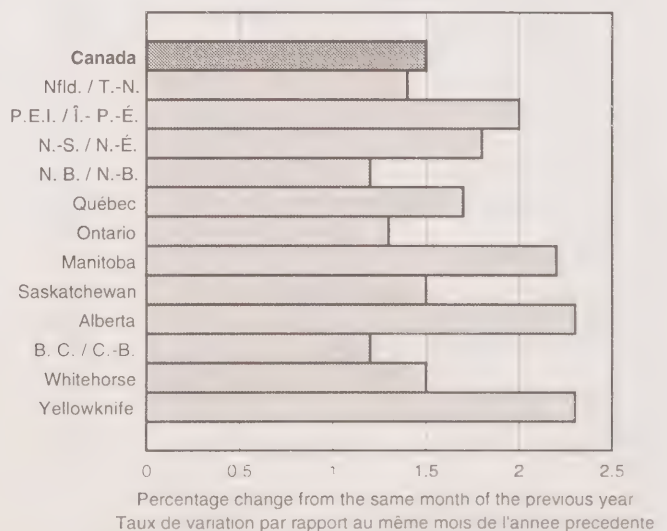 Canada
Nfld. / T.-N.
P.E.I. / Î.- P.-É.
N.-S. / N.-É.
N. B. / N.-B.
Québec
Ontario
Manitoba
Saskatchewan
Alberta
B. C. / C.-B.
Whitehorse
Yellowknife
0 0.5 1 1.5 2 2.5
Percentage change from the same month of the previous year
Taux de variation par rapport au même mois de l'annee precedente